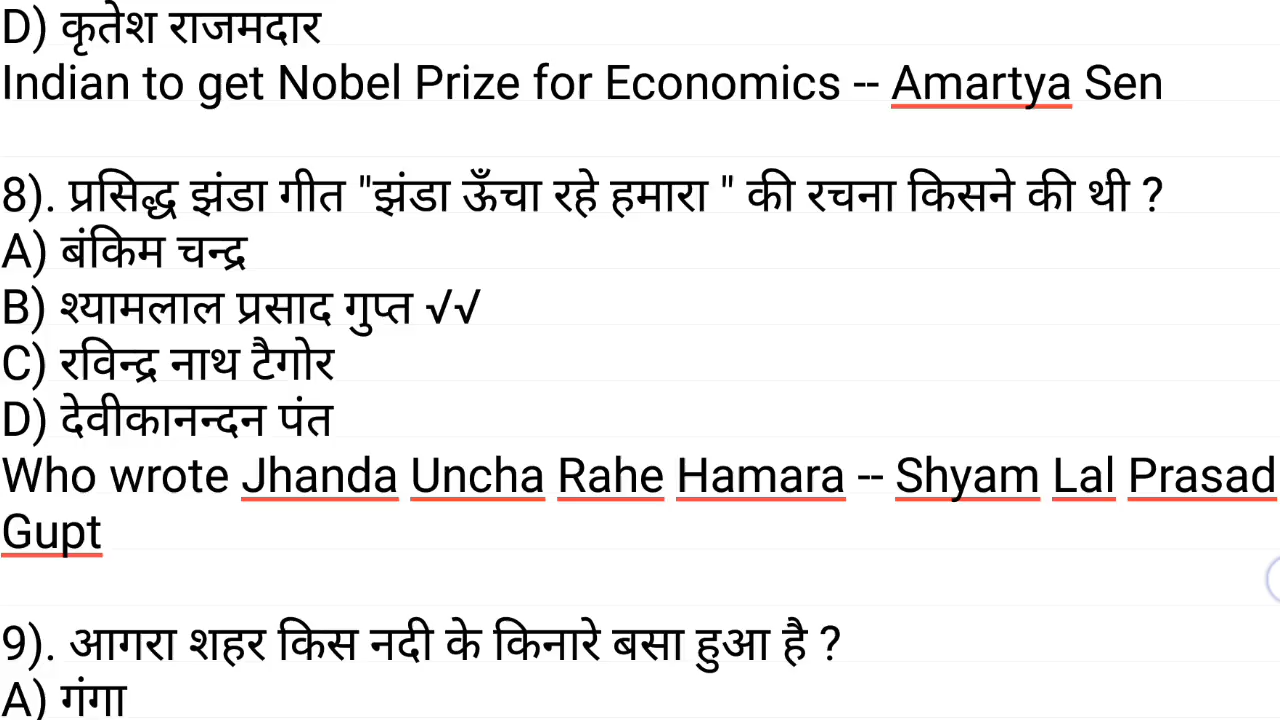 D) कृतेश राजमदार
Indian to get Nobel Prize for Economics -- Amartya Sen
8). प्रसिद्ध झंडा गीत "झंडा ऊँचा रहे हमारा " की रचना किसने की थी ?
A) बंकिम चन्द्र
B) श्यामलाल प्रसाद गुप्त √√
C) रविन्द्र नाथ टैगोर
D) देवीकानन्दन पंत
Who wrote Jhanda Uncha Rahe Hamara -- Shyam Lal Prasad
Gupt
9). आगरा शहर किस नदी के किनारे बसा हुआ है ?
A) गंगा